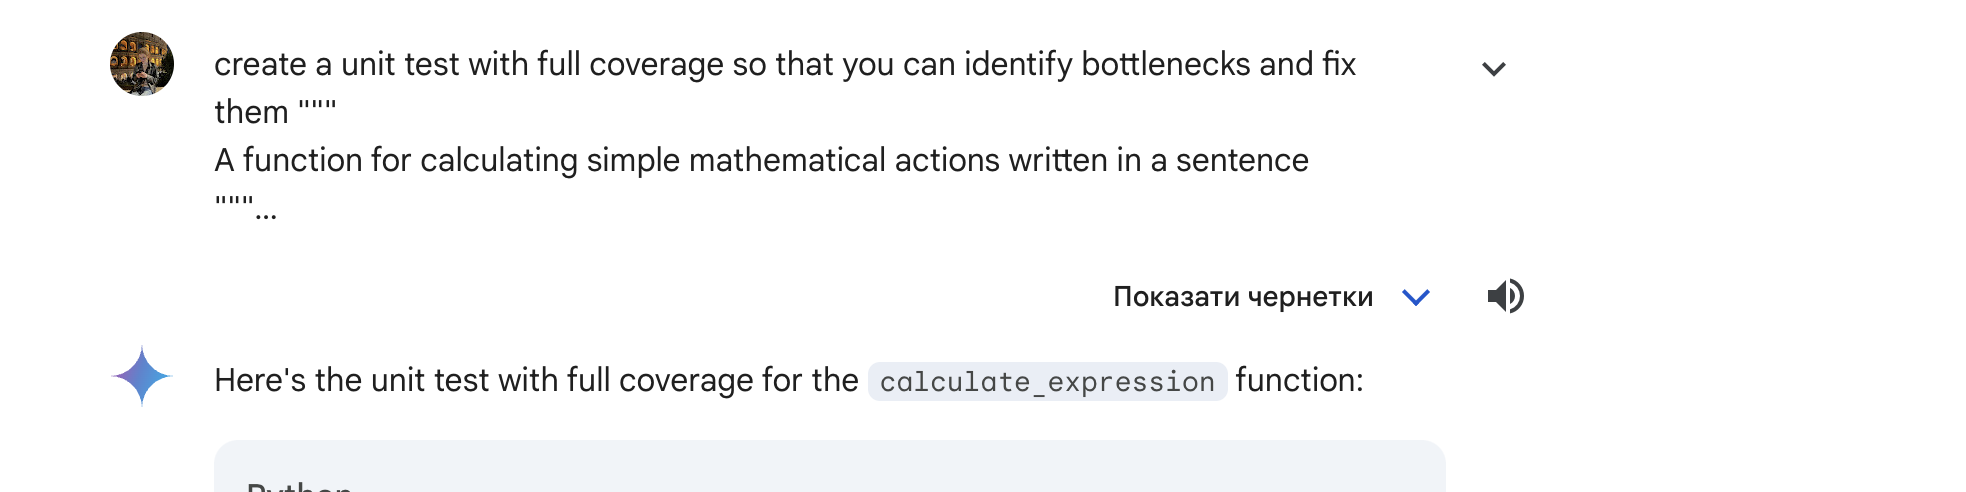 create a unit test with full coverage so that you can identify bottlenecks and fix
them """
A function for calculating simple mathematical actions written in a sentence
"""...
Показати чернетки
Here's the unit test with full coverage for the calculate_expression function:
Python